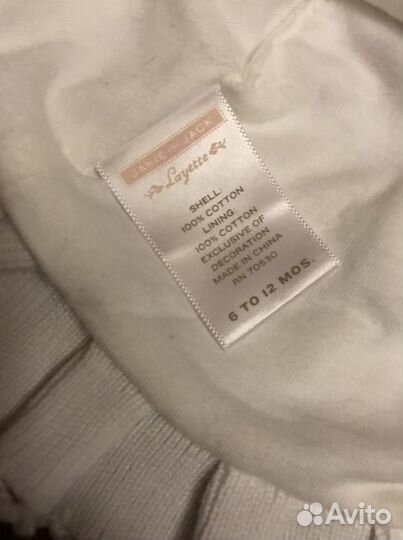 JANIE AND JACK
Layette
SHELL:
100% COTTON
LINING:
100% COTTON
EXCLUSIVE OF
DECORATION
MADE IN CHINA
RN 70530
6 TO 12 MOS.
Avito